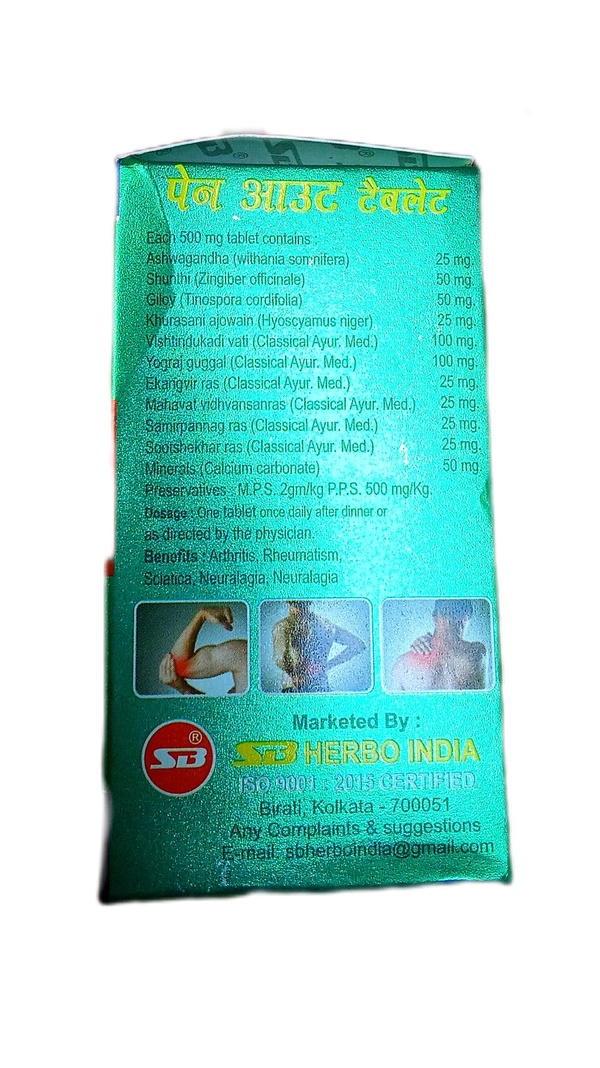 पेन आउट टैबलेट
Each 500 mg tablet contains :
Ashwagandha (withania somnifera) 25 mg.
Shunthi (Zingiber officinale) 50 mg.
Giloy (Tinospora cordifolia) 50 mg.
Khurasani ajowain (Hyoscyamus niger) 25 mg.
Vishtindukadi vati (Classical Ayur. Med.) 100 mg.
Yograj guggal (Classical Ayur. Med.) 100 mg.
Ekangvir ras (Classical Ayur. Med.) 25 mg.
Mahavat vidhvansanras (Classical Ayur. Med.) 25 mg.
Samirpannag ras (Classical Ayur. Med.) 25 mg.
Sootshekhar ras (Classical Ayur. Med.) 25 mg.
Minerals (Calcium carbonate) 50 mg.
Preservatives : M.P.S. 2gm/kg P.P.S. 500 mg/Kg.
Dosage : One tablet once daily after dinner or
as directed by the physician.
Benefits : Arthritis, Rheumatism,
Sciatica, Neuralagia, Neuralagia
Marketed By :
SB ®
SB HERBO INDIA
ISO 9001 : 2015 CERTIFIED
Birati, Kolkata - 700051
Any Complaints & suggestions
E-mail: sbherboindia@gmail.com